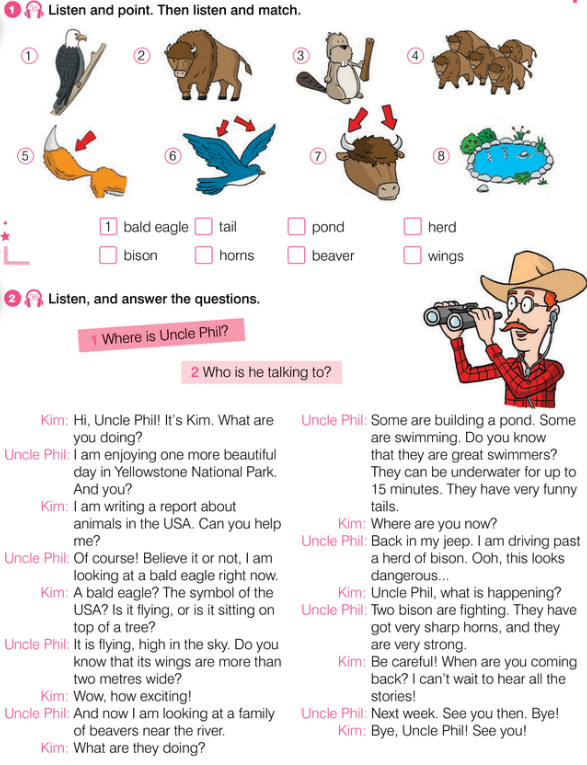 1 Listen and point. Then listen and match.
1
2
3
4
5
6
7
8
1 bald eagle
tail
pond
herd
bison
horns
beaver
wings
2 Listen, and answer the questions.
1 Where is Uncle Phil?
2 Who is he talking to?
Kim: Hi, Uncle Phil! It's Kim. What are
you doing?
Uncle Phil: I am enjoying one more beautiful
day in Yellowstone National Park.
And you?
Kim: I am writing a report about
animals in the USA. Can you help
me?
Uncle Phil: Of course! Believe it or not, I am
looking at a bald eagle right now.
Kim: A bald eagle? The symbol of the
USA? Is it flying, or is it sitting on
top of a tree?
Uncle Phil: It is flying, high in the sky. Do you
know that its wings are more than
two metres wide?
Kim: Wow, how exciting!
Uncle Phil: And now I am looking at a family
of beavers near the river.
Kim: What are they doing?
Uncle Phil: Some are building a pond. Some
are swimming. Do you know
that they are great swimmers?
They can be underwater for up to
15 minutes. They have very funny
tails.
Kim: Where are you now?
Uncle Phil: Back in my jeep. I am driving past
a herd of bison. Ooh, this looks
dangerous...
Kim: Uncle Phil, what is happening?
Uncle Phil: Two bison are fighting. They have
got very sharp horns, and they
are very strong.
Kim: Be careful! When are you coming
back? I can't wait to hear all the
stories!
Uncle Phil: Next week. See you then. Bye!
Kim: Bye, Uncle Phil! See you!